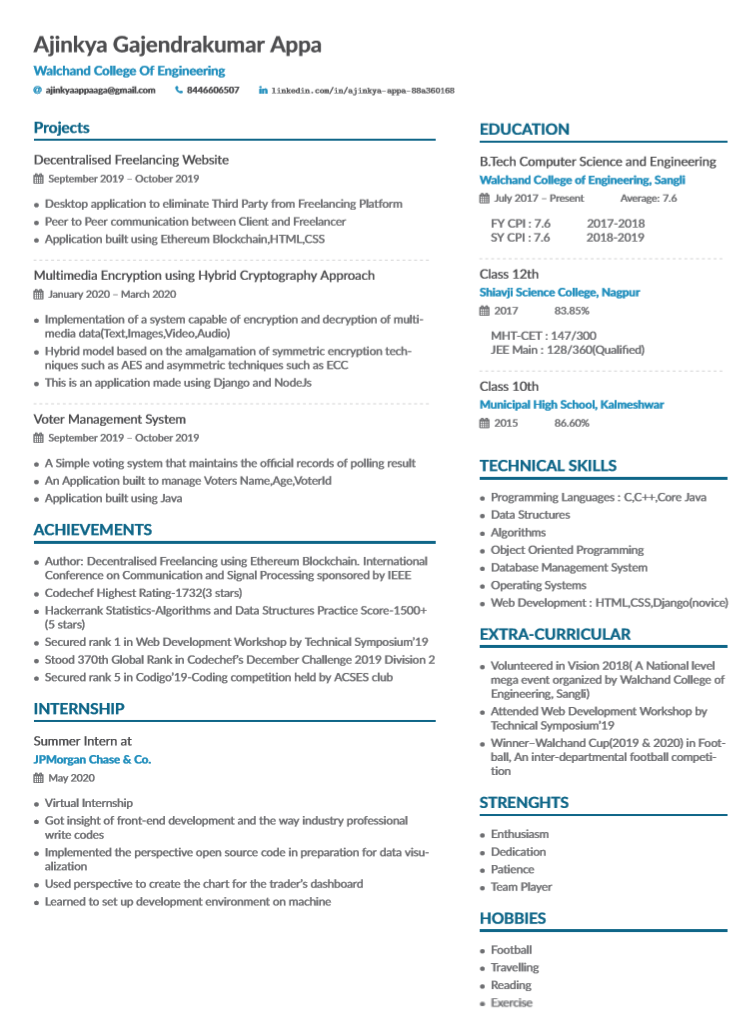 Ajinkya Gajendrakumar Appa
Walchand College Of Engineering
ajinkyaappaaga@gmail.com 8446606507 linkedin.com/in/ajinkya-appa-88a360168
Projects
Decentralised Freelancing Website
September 2019 – October 2019
• Desktop application to eliminate Third Party from Freelancing Platform
• Peer to Peer communication between Client and Freelancer
• Application built using Ethereum Blockchain,HTML,CSS
Multimedia Encryption using Hybrid Cryptography Approach
January 2020 – March 2020
• Implementation of a system capable of encryption and decryption of multi-
media data(Text,Images,Video,Audio)
• Hybrid model based on the amalgamation of symmetric encryption tech-
niques such as AES and asymmetric techniques such as ECC
• This is an application made using Django and NodeJs
Voter Management System
September 2019 – October 2019
• A Simple voting system that maintains the official records of polling result
• An Application built to manage Voters Name,Age,VoterId
• Application built using Java
ACHIEVEMENTS
• Author: Decentralised Freelancing using Ethereum Blockchain. International
Conference on Communication and Signal Processing sponsored by IEEE
• Codechef Highest Rating-1732(3 stars)
• Hackerrank Statistics-Algorithms and Data Structures Practice Score-1500+
(5 stars)
• Secured rank 1 in Web Development Workshop by Technical Symposium'19
• Stood 370th Global Rank in Codechef's December Challenge 2019 Division 2
• Secured rank 5 in Codigo'19-Coding competition held by ACSES club
INTERNSHIP
Summer Intern at
JPMorgan Chase & Co.
May 2020
• Virtual Internship
• Got insight of front-end development and the way industry professional
write codes
• Implemented the perspective open source code in preparation for data visu-
alization
• Used perspective to create the chart for the trader's dashboard
• Learned to set up development environment on machine
EDUCATION
B.Tech Computer Science and Engineering
Walchand College of Engineering, Sangli
July 2017 – Present Average: 7.6
FY CPI : 7.6 2017-2018
SY CPI : 7.6 2018-2019
Class 12th
Shiavji Science College, Nagpur
2017 83.85%
MHT-CET : 147/300
JEE Main : 128/360(Qualified)
Class 10th
Municipal High School, Kalmeshwar
2015 86.60%
TECHNICAL SKILLS
• Programming Languages : C,C++,Core Java
• Data Structures
• Algorithms
• Object Oriented Programming
• Database Management System
• Operating Systems
• Web Development : HTML,CSS,Django(novice)
EXTRA-CURRICULAR
• Volunteered in Vision 2018( A National level
mega event organized by Walchand College of
Engineering, Sangli)
• Attended Web Development Workshop by
Technical Symposium'19
• Winner–Walchand Cup(2019 & 2020) in Foot-
ball, An inter-departmental football competi-
tion
STRENGHTS
• Enthusiasm
• Dedication
• Patience
• Team Player
HOBBIES
• Football
• Travelling
• Reading
• Exercise